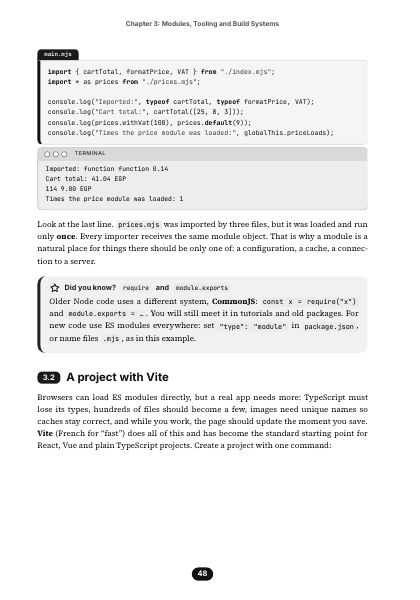 Chapter 3: Modules, Tooling and Build Systems
main.mjs
import { cartTotal, formatPrice, VAT } from "./index.mjs";
import * as prices from "./prices.mjs";
console.log("Imported:", typeof cartTotal, typeof formatPrice, VAT);
console.log("Cart total:", cartTotal([25, 8, 3]));
console.log(prices.withVat(100), prices.default(9));
console.log("Times the price module was loaded:", globalThis.priceLoads);
TERMINAL
Imported: function function 0.14
Cart total: 41.04 EGP
114 9.00 EGP
Times the price module was loaded: 1
Look at the last line. prices.mjs was imported by three files, but it was loaded and run
only once. Every importer receives the same module object. That is why a module is a
natural place for things there should be only one of: a configuration, a cache, a connec-
tion to a server.
Did you know? require and module.exports
Older Node code uses a different system, CommonJS: const x = require("x")
and module.exports = … . You will still meet it in tutorials and old packages. For
new code use ES modules everywhere: set "type": "module" in package.json,
or name files .mjs, as in this example.
3.2 A project with Vite
Browsers can load ES modules directly, but a real app needs more: TypeScript must
lose its types, hundreds of files should become a few, images need unique names so
caches stay correct, and while you work, the page should update the moment you save.
Vite (French for “fast”) does all of this and has become the standard starting point for
React, Vue and plain TypeScript projects. Create a project with one command:
48